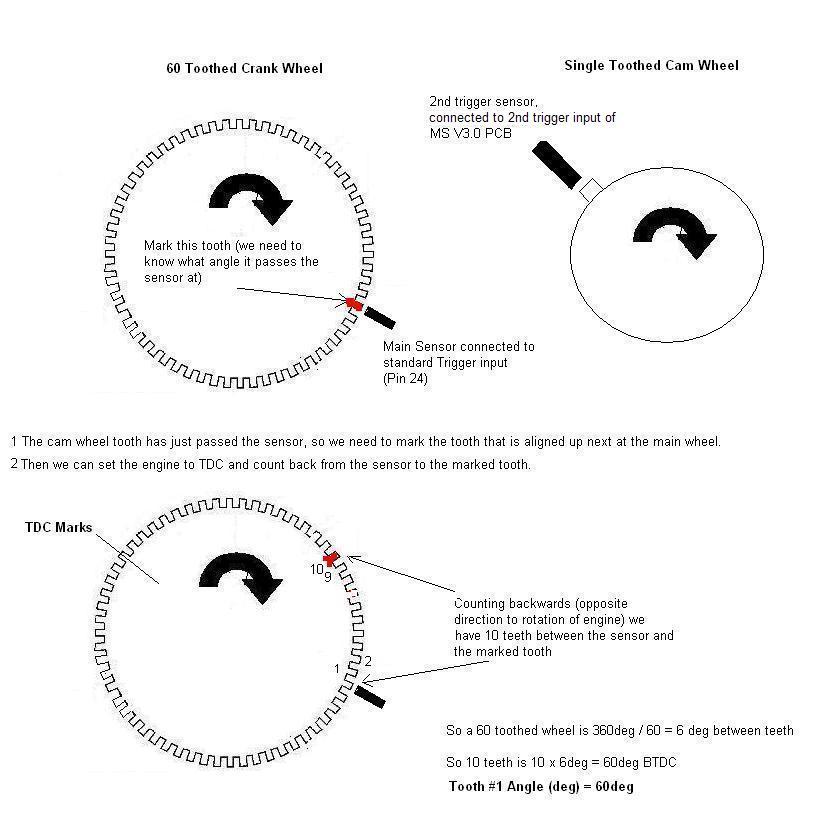 60 Toothed Crank Wheel
Single Toothed Cam Wheel
2nd trigger sensor,
connected to 2nd trigger input of
MS V3.0 PCB
Mark this tooth (we need to
know what angle it passes the
sensor at)
Main Sensor connected to
standard Trigger input
(Pin 24)
1 The cam wheel tooth has just passed the sensor, so we need to mark the tooth that is aligned up next at the main wheel.
2 Then we can set the engine to TDC and count back from the sensor to the marked tooth.
TDC Marks
10
9
Counting backwards (opposite
direction to rotation of engine) we
have 10 teeth between the sensor and
the marked tooth
1
2
So a 60 toothed wheel is 360deg / 60 = 6 deg between teeth
So 10 teeth is 10 x 6deg = 60deg BTDC
Tooth #1 Angle (deg) = 60deg